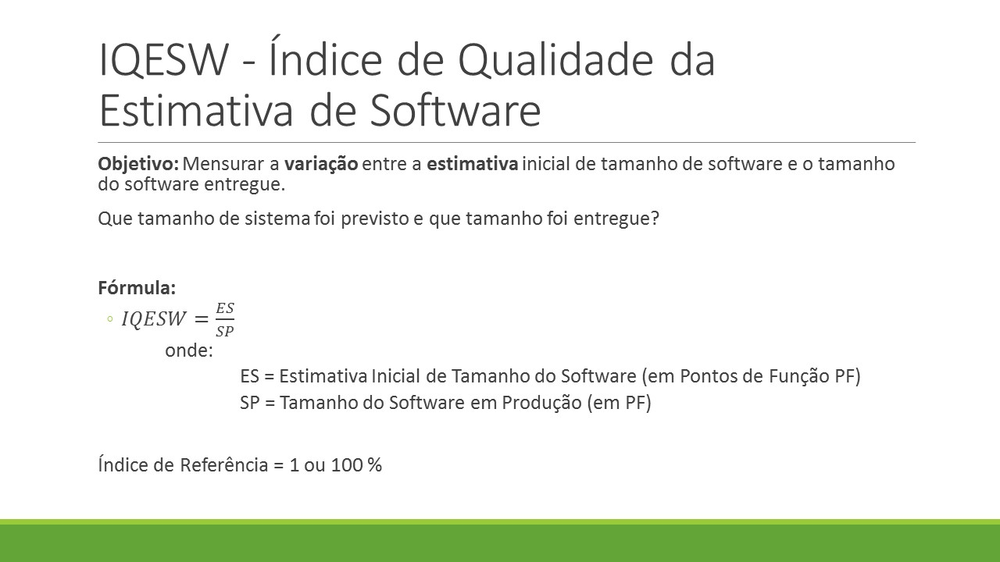 IQESW - Índice de Qualidade da
Estimativa de Software
Objetivo: Mensurar a variação entre a estimativa inicial de tamanho de software e o tamanho
do software entregue.
Que tamanho de sistema foi previsto e que tamanho foi entregue?
Fórmula:
◦ IQESW = ES/SP
onde:
ES = Estimativa Inicial de Tamanho do Software (em Pontos de Função PF)
SP = Tamanho do Software em Produção (em PF)
Índice de Referência = 1 ou 100 %